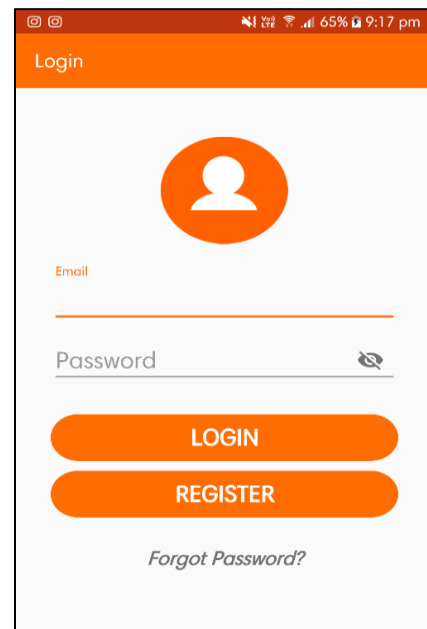 65% 9:17 pm
Login
Email
Password
LOGIN
REGISTER
Forgot Password?